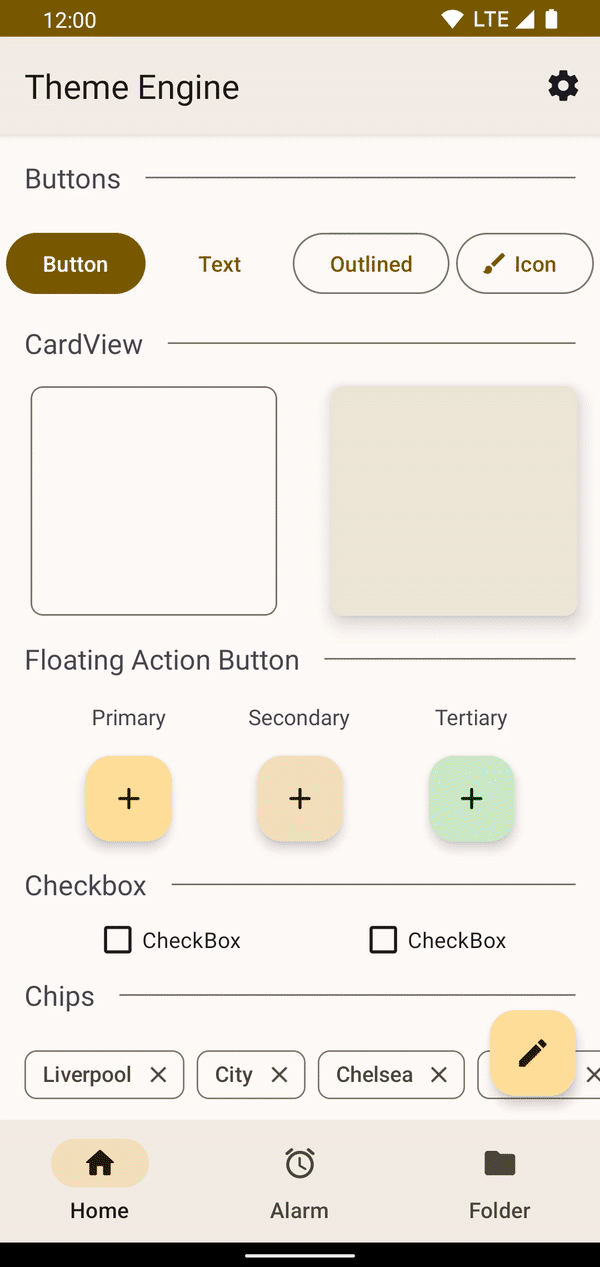 12:00 LTE
Theme Engine
Buttons
Button Text Outlined Icon
CardView
Floating Action Button
Primary Secondary Tertiary
Checkbox
CheckBox CheckBox
Chips
Liverpool City Chelsea
Home Alarm Folder